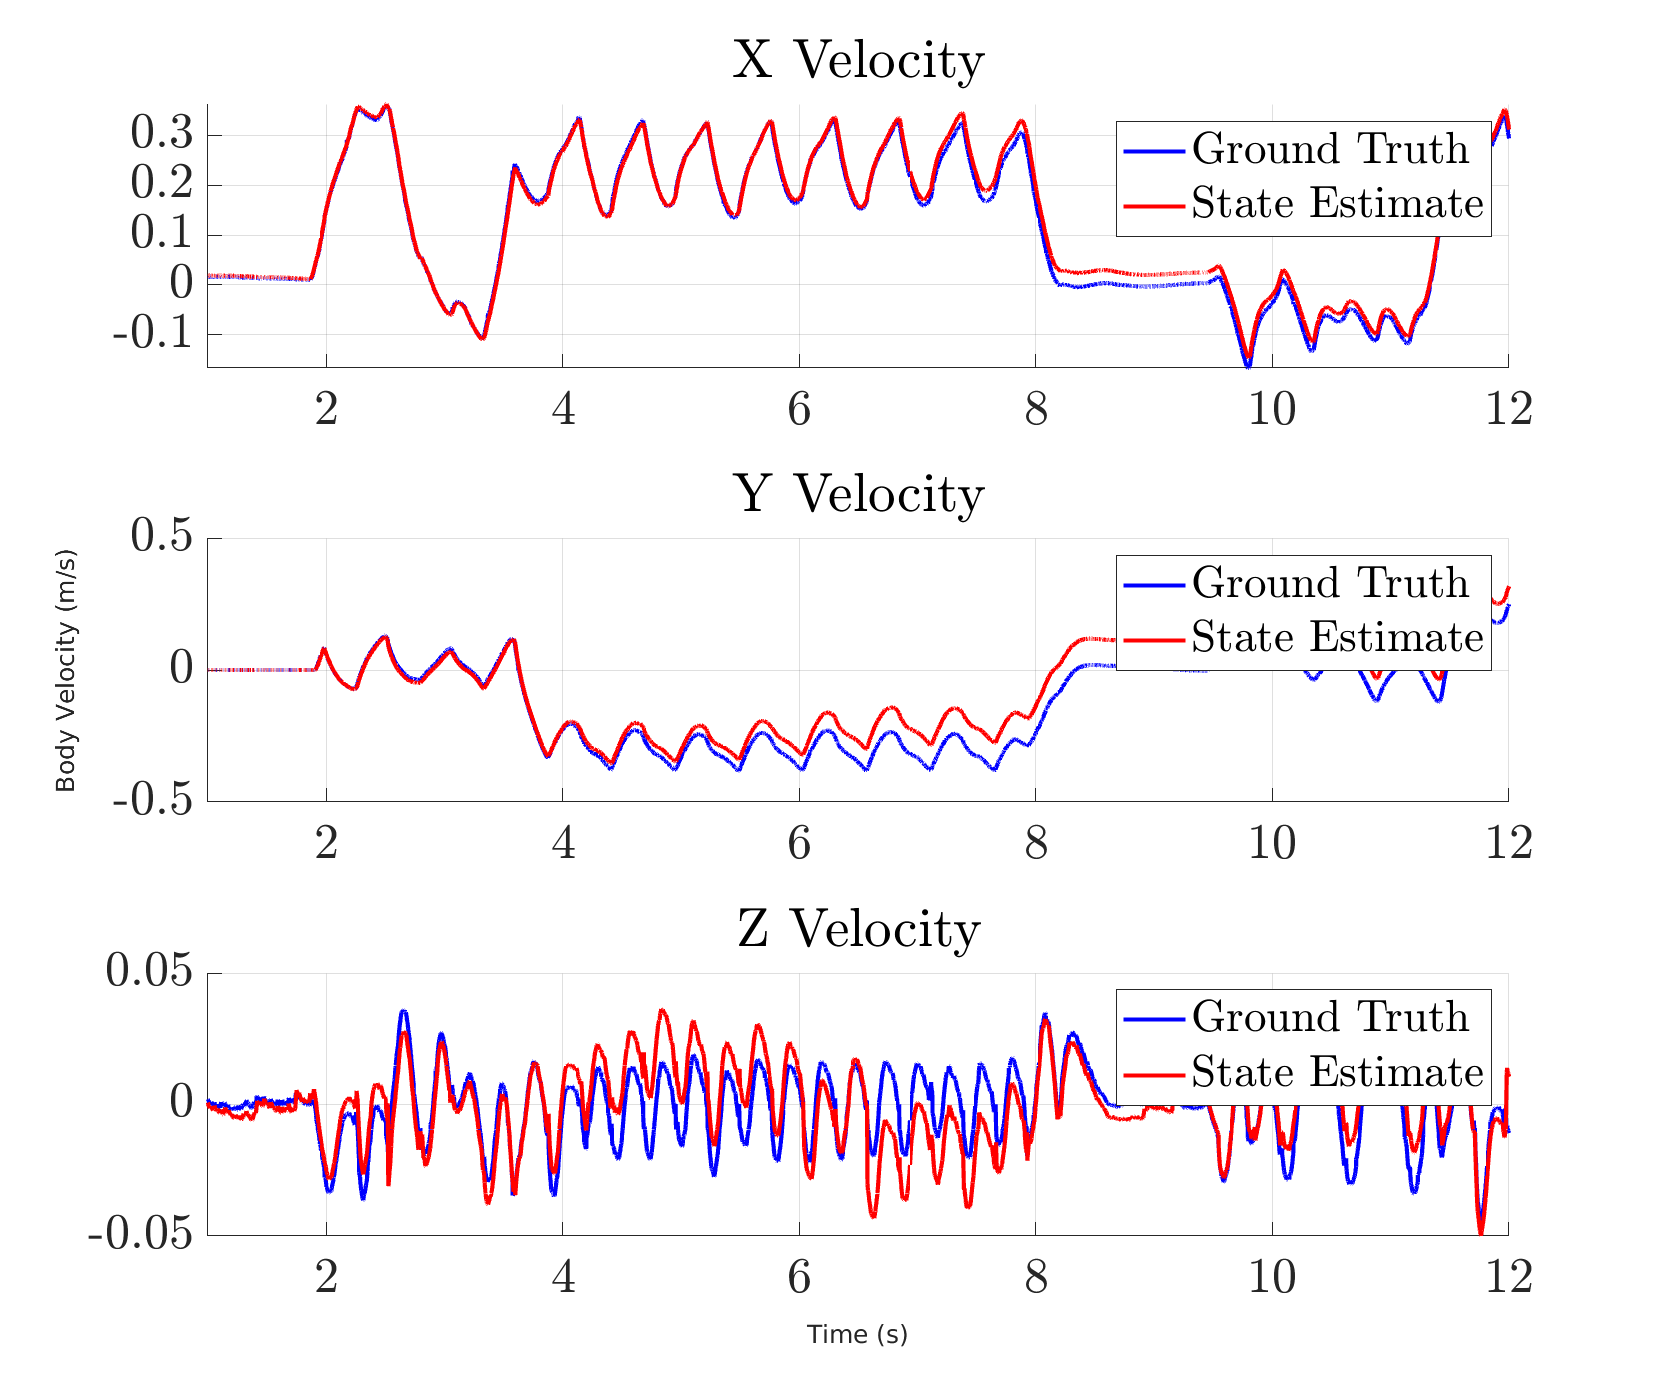 X Velocity
0.3
0.2
0.1
0
-0.1
Ground Truth
State Estimate
2 4 6 8 10 12
Y Velocity
Body Velocity (m/s)
0.5
0
-0.5
Ground Truth
State Estimate
2 4 6 8 10 12
Z Velocity
0.05
0
-0.05
Ground Truth
State Estimate
2 4 6 8 10 12
Time (s)